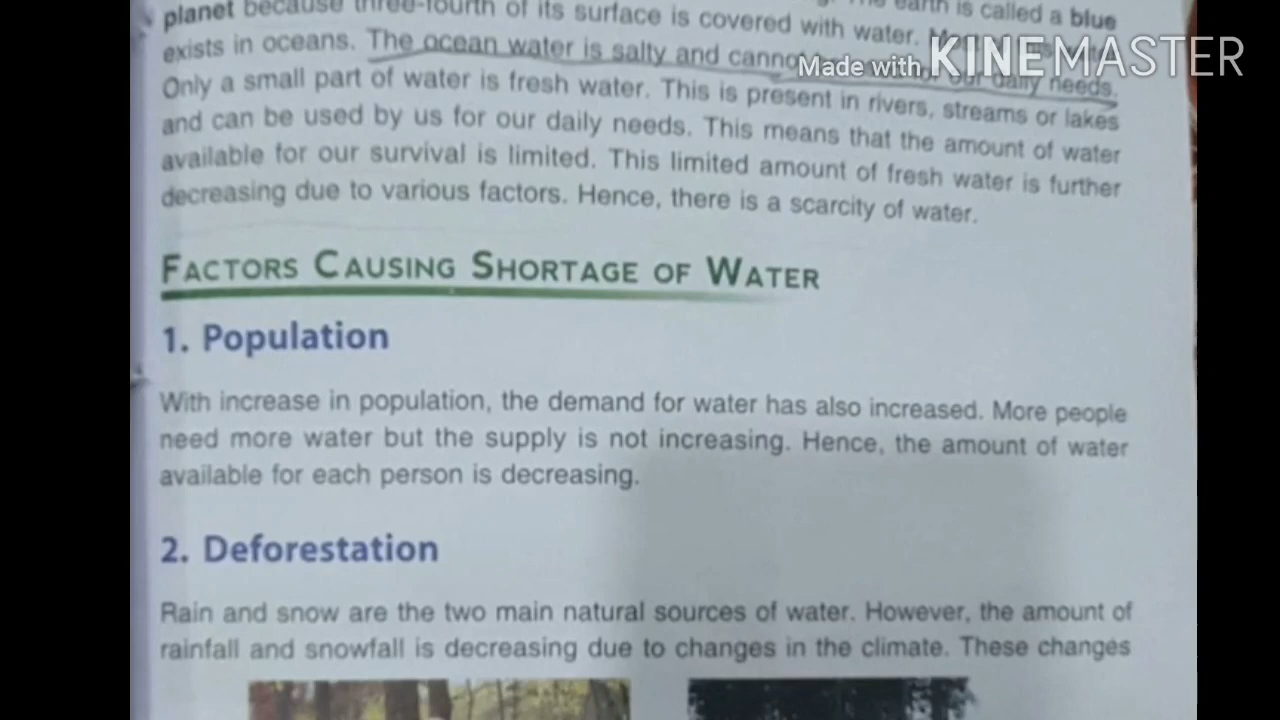 planet because three-fourth of its surface is covered with water.
earth is called a blue
exists in oceans. The ocean water is salty and
our daily needs.
Made with KINEMASTER
Only a small part of water is fresh water. This is present in rivers, streams or lakes
and can be used by us for our daily needs. This means that the amount of water
available for our survival is limited. This limited amount of fresh water is further
decreasing due to various factors. Hence, there is a scarcity of water.
FACTORS CAUSING SHORTAGE OF WATER
1. Population
With increase in population, the demand for water has also increased. More people
need more water but the supply is not increasing. Hence, the amount of water
available for each person is decreasing.
2. Deforestation
Rain and snow are the two main natural sources of water. However, the amount of
rainfall and snowfall is decreasing due to changes in the climate. These changes